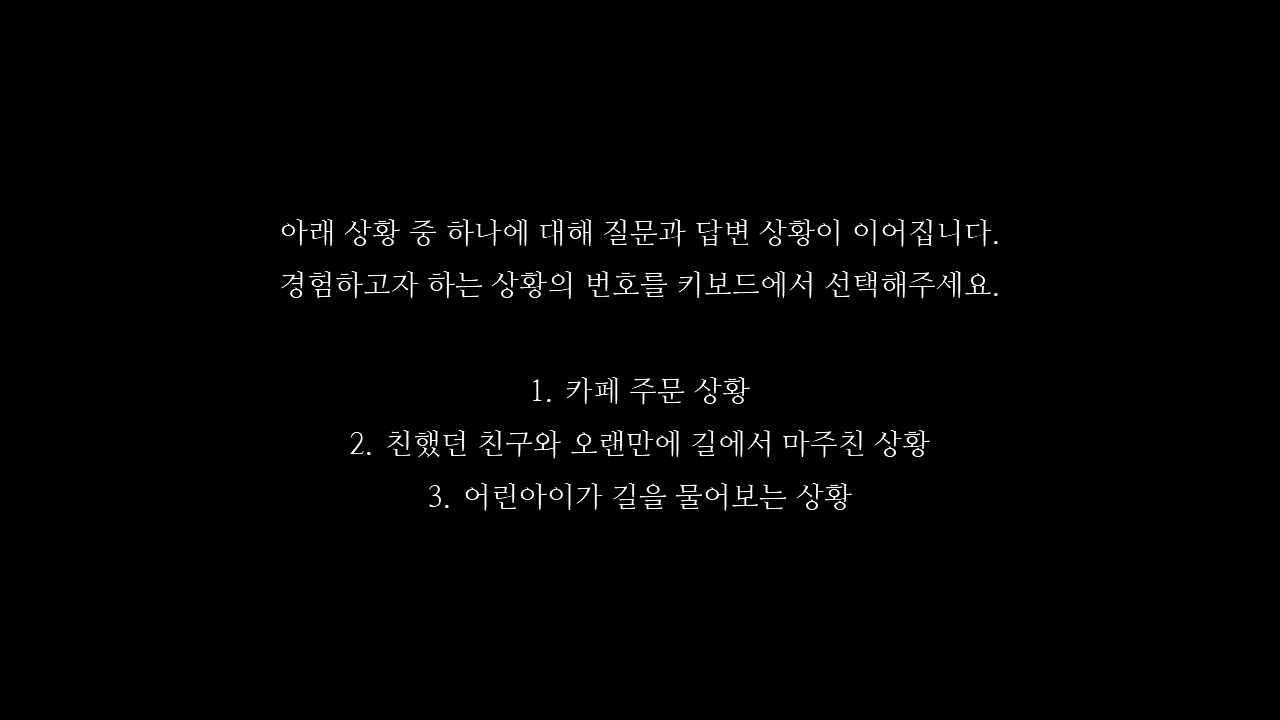 아래 상황 중 하나에 대해 질문과 답변 상황이 이어집니다.
경험하고자 하는 상황의 번호를 키보드에서 선택해주세요.
1. 카페 주문 상황
2. 친했던 친구와 오랜만에 길에서 마주친 상황
3. 어린아이가 길을 물어보는 상황